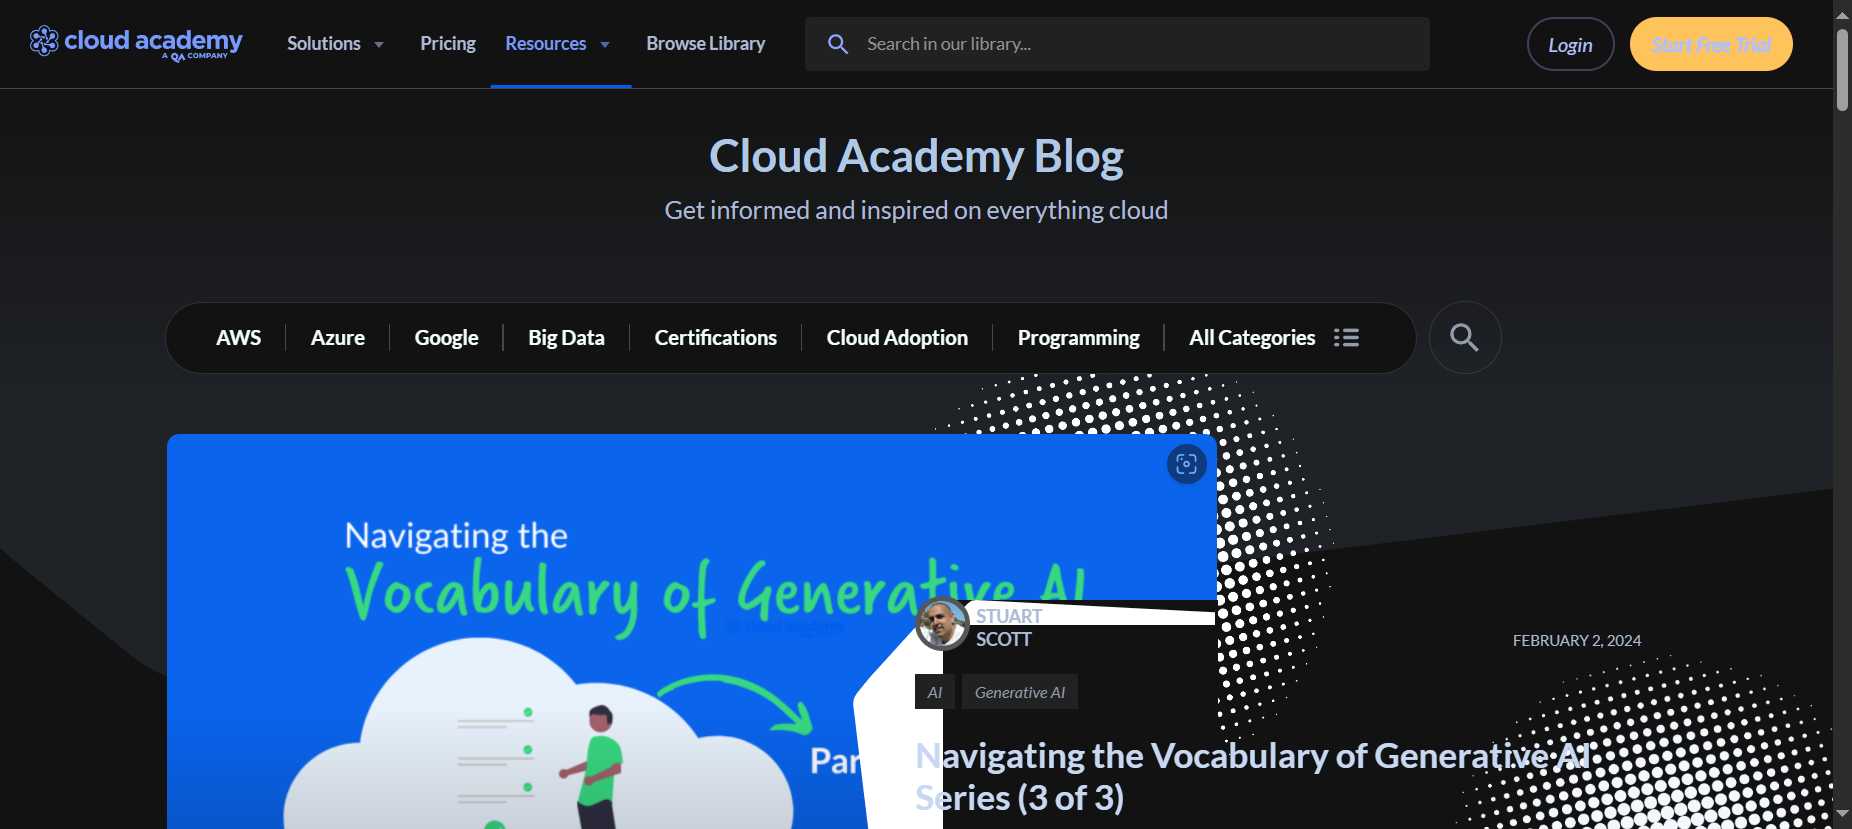 cloud academy
A QA COMPANY
Solutions
Pricing
Resources
Browse Library
Search in our library...
Login
Start Free Trial
Cloud Academy Blog
Get informed and inspired on everything cloud
AWS
Azure
Google
Big Data
Certifications
Cloud Adoption
Programming
All Categories
Navigating the
Vocabulary of Generative AI
Par
STUART
SCOTT
FEBRUARY 2, 2024
AI
Generative AI
Navigating the Vocabulary of Generative AI
Series (3 of 3)